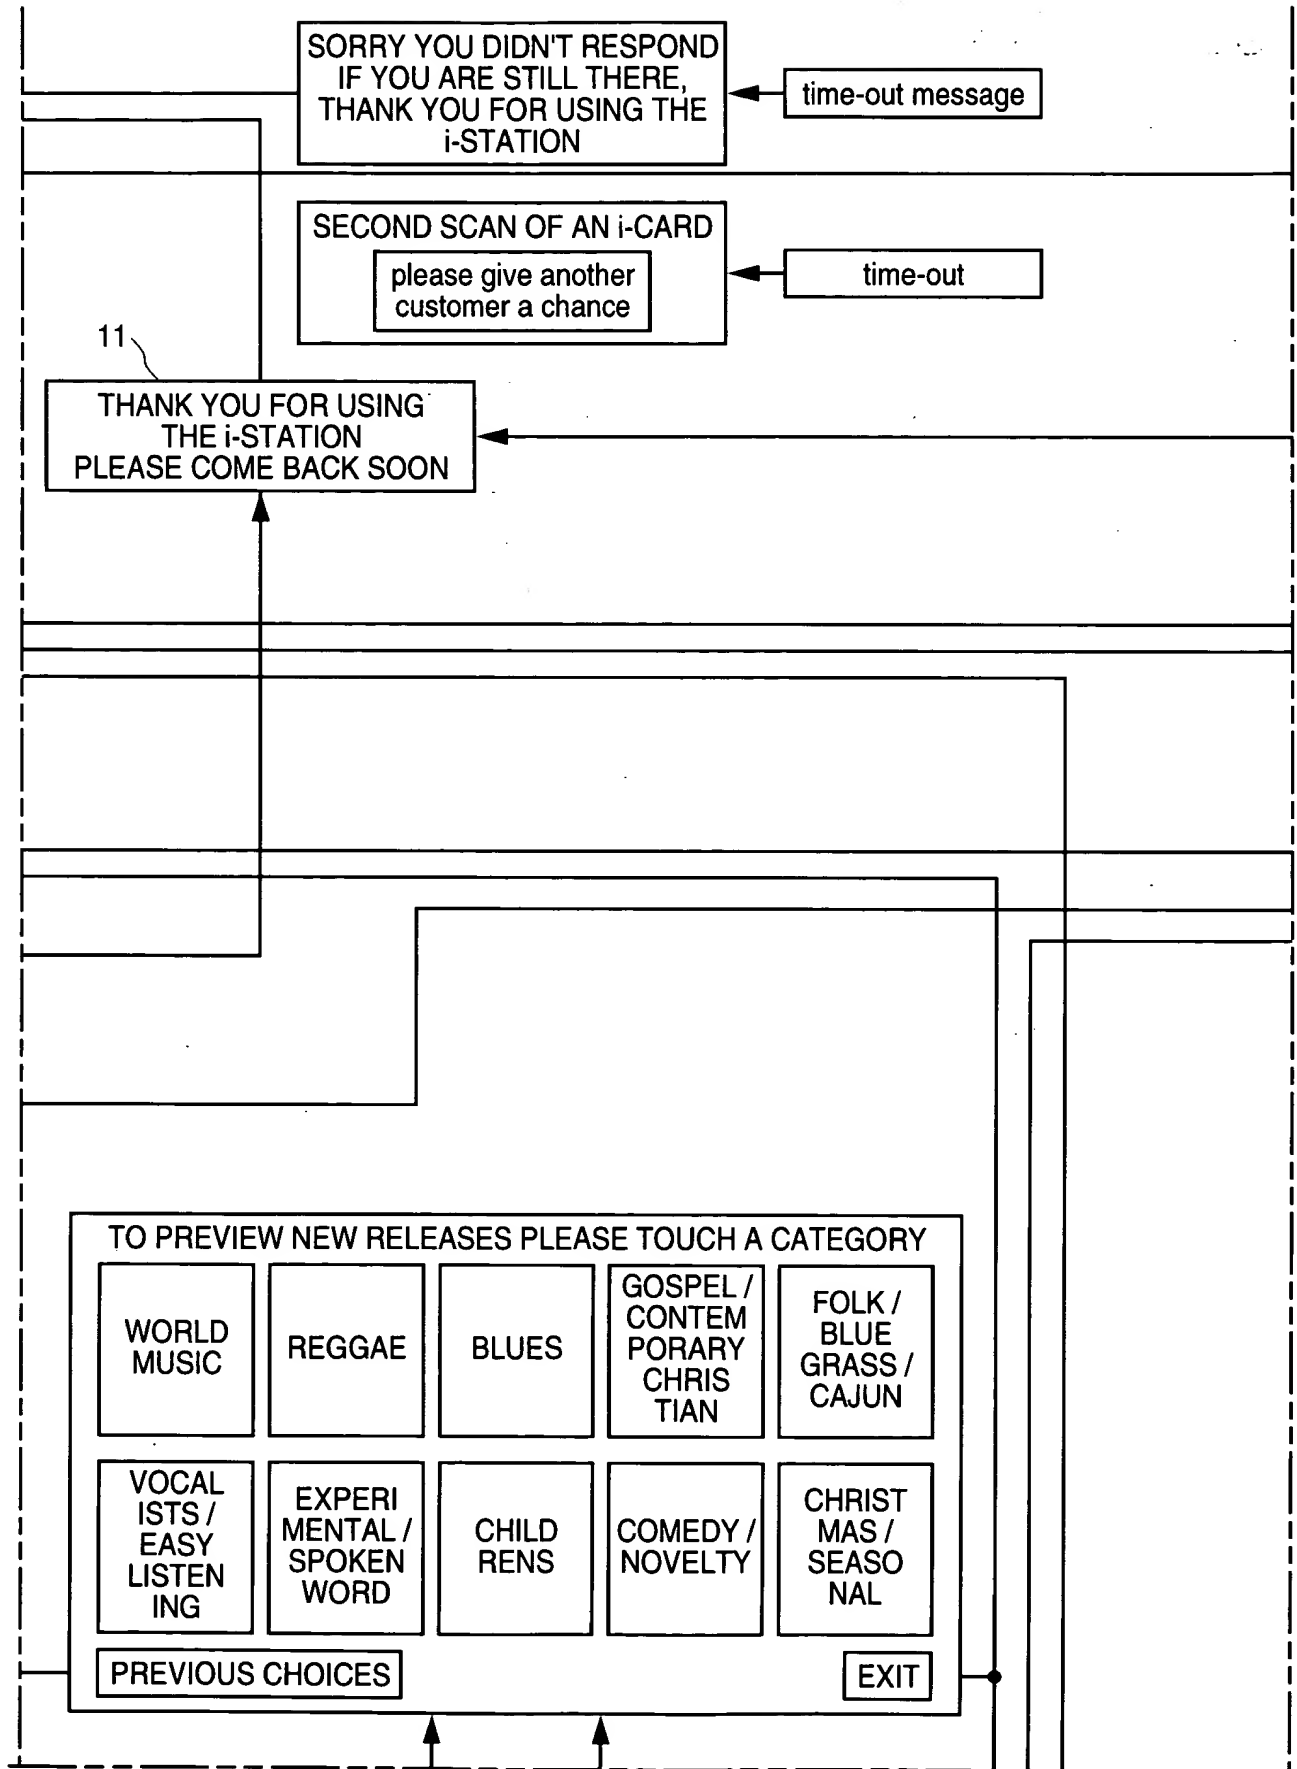 SORRY YOU DIDN'T RESPOND
IF YOU ARE STILL THERE,
THANK YOU FOR USING THE
i-STATION
time-out message
SECOND SCAN OF AN i-CARD
please give another
customer a chance
time-out
11
THANK YOU FOR USING
THE i-STATION
PLEASE COME BACK SOON
TO PREVIEW NEW RELEASES PLEASE TOUCH A CATEGORY
WORLD
MUSIC
REGGAE
BLUES
GOSPEL /
CONTEM
PORARY
CHRIS
TIAN
FOLK /
BLUE
GRASS /
CAJUN
VOCAL
ISTS /
EASY
LISTEN
ING
EXPERI
MENTAL /
SPOKEN
WORD
CHILD
RENS
COMEDY /
NOVELTY
CHRIST
MAS /
SEASO
NAL
PREVIOUS CHOICES
EXIT